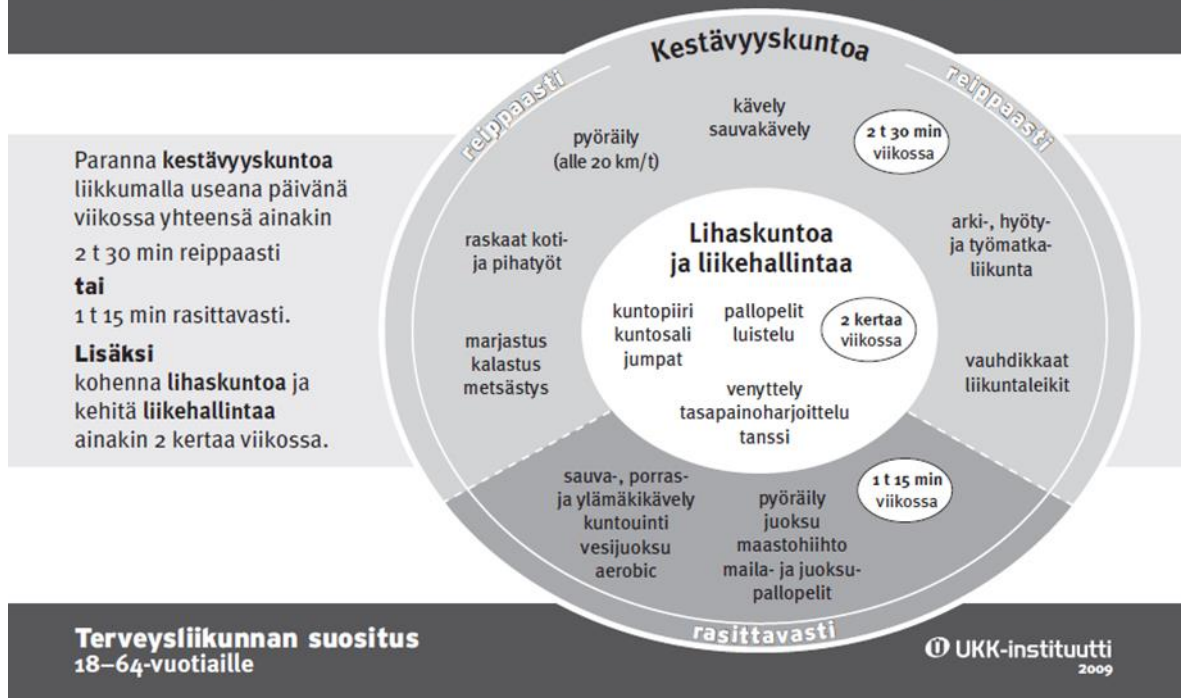 Paranna kestävyyskuntoa
liikkumalla useana päivänä
viikossa yhteensä ainakin
2 t 30 min reippaasti
tai
1 t 15 min rasittavasti.
Lisäksi
kohenna lihaskuntoa ja
kehitä liikehallintaa
ainakin 2 kertaa viikossa.
Kestävyyskuntoa
reippaasti
reippaasti
kävely
sauvakävely
pyöräily
(alle 20 km/t)
2 t 30 min
viikossa
raskaat koti-
ja pihatyöt
arki-, hyöty-
ja työmatka-
liikunta
marjastus
kalastus
metsästys
vauhdikkaat
liikuntaleikit
Lihaskuntoa
ja liikehallintaa
kuntopiiri
kuntosali
jumpat
pallopelit
luistelu
2 kertaa
viikossa
venyttely
tasapainoharjoittelu
tanssi
sauva-, porras-
ja ylämäkikävely
kuntouinti
vesijuoksu
aerobic
pyöräily
juoksu
maastohiihto
maila- ja juoksu-
pallopelit
1 t 15 min
viikossa
rasittavasti
Terveysliikunnan suositus
18–64-vuotiaille
UKK-instituutti
2009